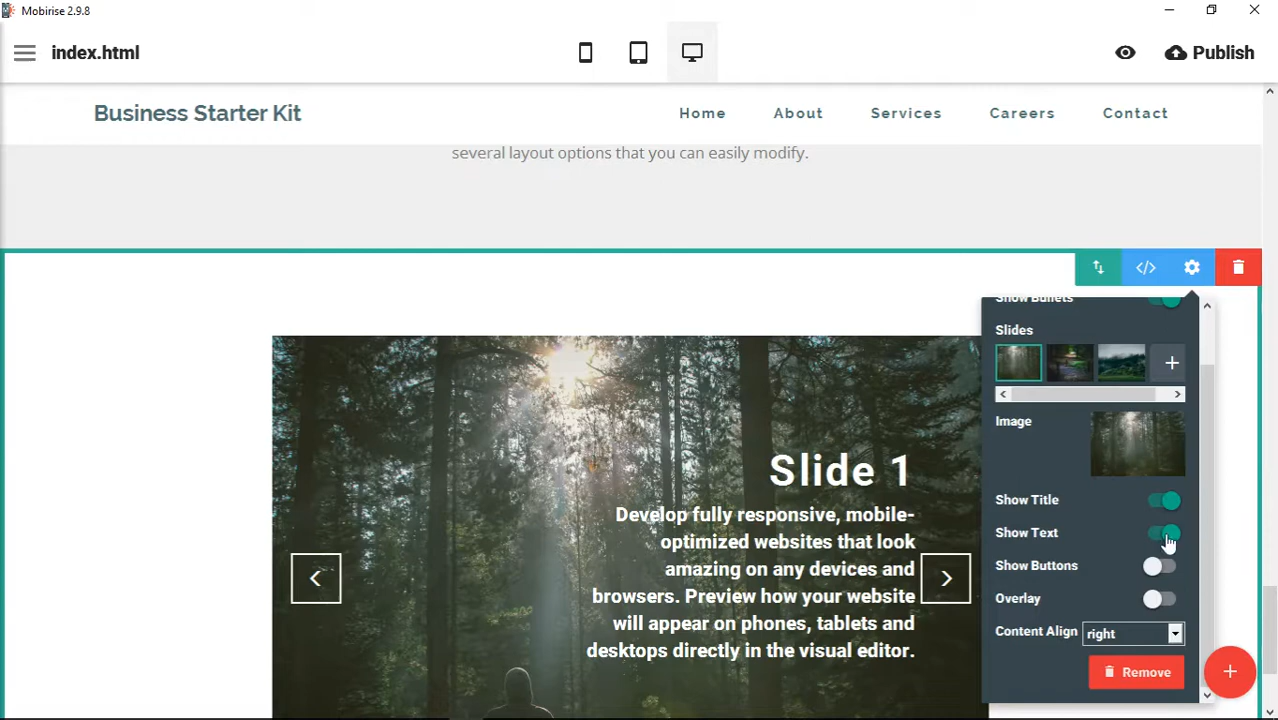 Mobirise 2.9.8
index.html
Publish
Business Starter Kit
Home
About
Services
Careers
Contact
several layout options that you can easily modify.
</>
Show Bullets
Slides
Image
Show Title
Show Text
Show Buttons
Overlay
Content Align
right
Remove
Slide 1
Develop fully responsive, mobile-
optimized websites that look
amazing on any devices and
browsers. Preview how your website
will appear on phones, tablets and
desktops directly in the visual editor.